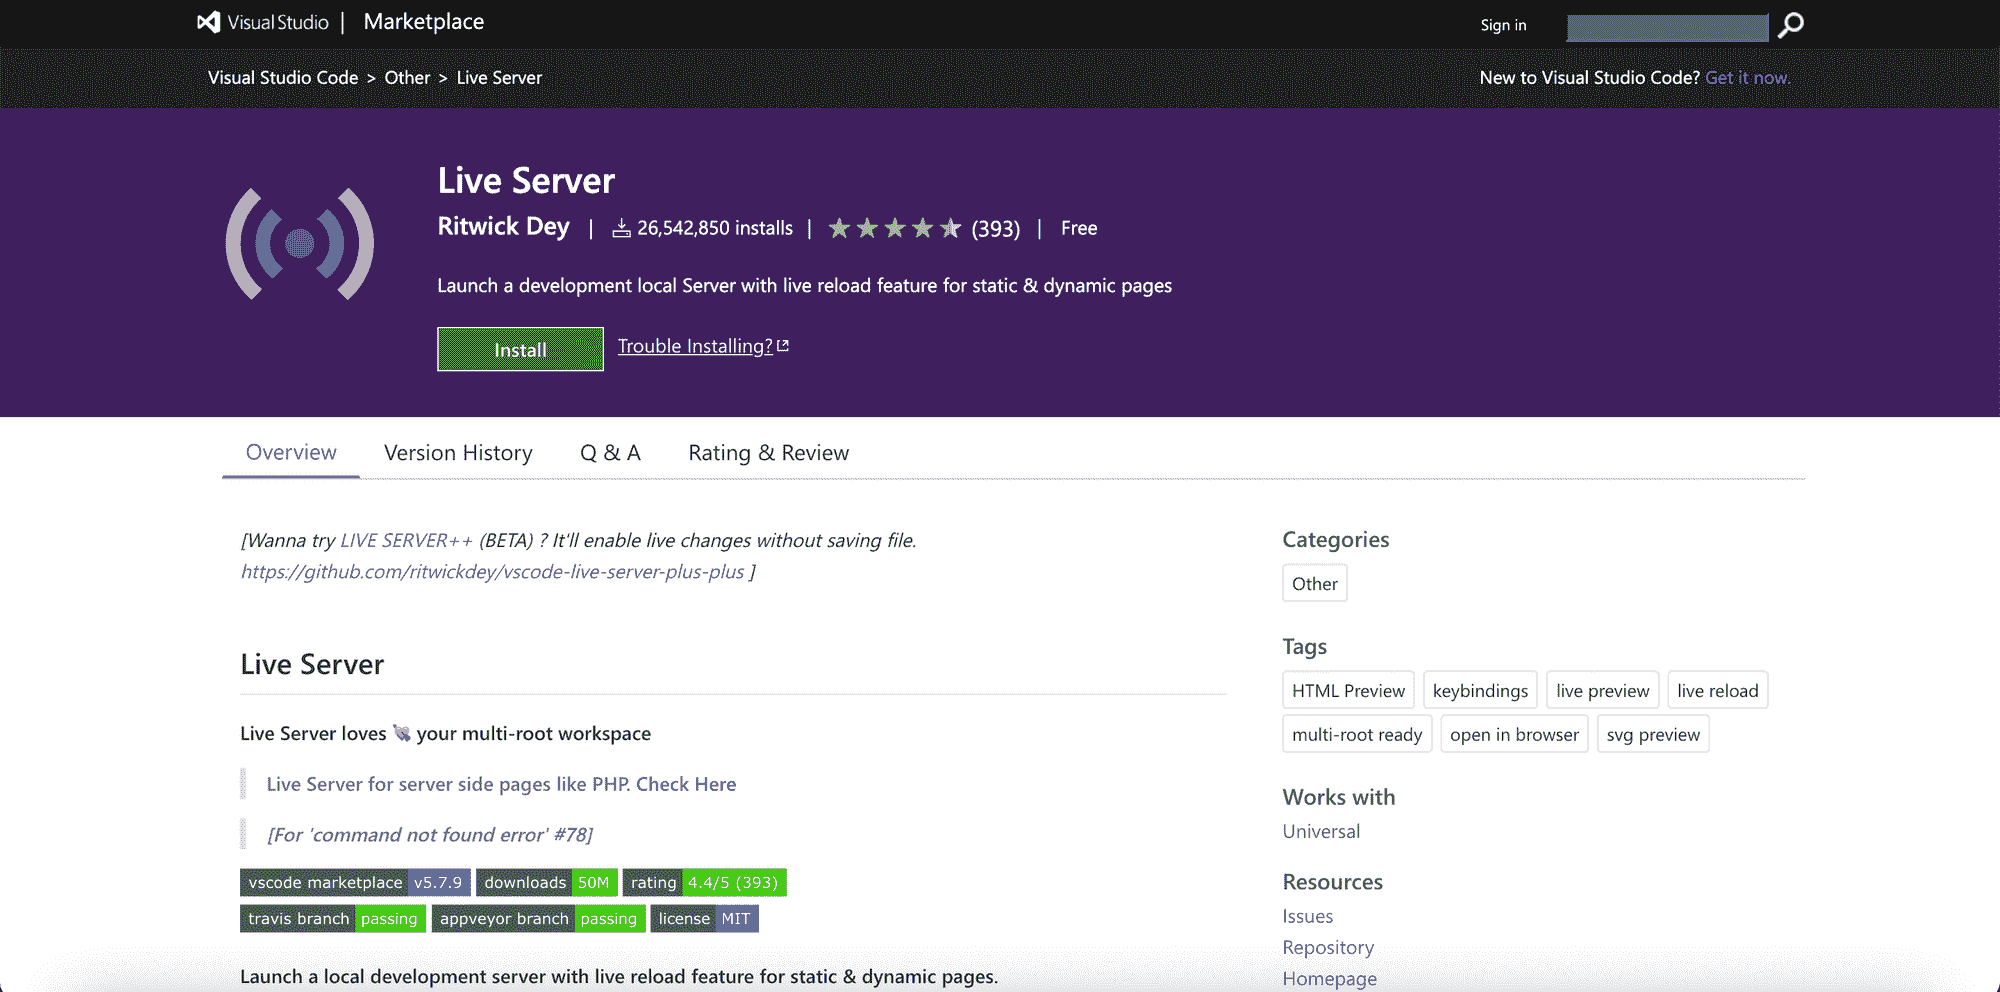 Visual Studio | Marketplace
Sign in
Visual Studio Code > Other > Live Server
New to Visual Studio Code? Get it now.
Live Server
Ritwick Dey | 26,542,850 installs | (393) | Free
Launch a development local Server with live reload feature for static & dynamic pages
Install
Trouble Installing?
Overview
Version History
Q & A
Rating & Review
[Wanna try LIVE SERVER++ (BETA) ? It'll enable live changes without saving file.
https://github.com/ritwickdey/vscode-live-server-plus-plus ]
Live Server
Live Server loves 💘 your multi-root workspace
Live Server for server side pages like PHP. Check Here
[For 'command not found error' #78]
vscode marketplace v5.7.9 downloads 50M rating 4.4/5 (393)
travis branch passing appveyor branch passing license MIT
Launch a local development server with live reload feature for static & dynamic pages.
Categories
Other
Tags
HTML Preview keybindings live preview live reload
multi-root ready open in browser svg preview
Works with
Universal
Resources
Issues
Repository
Homepage